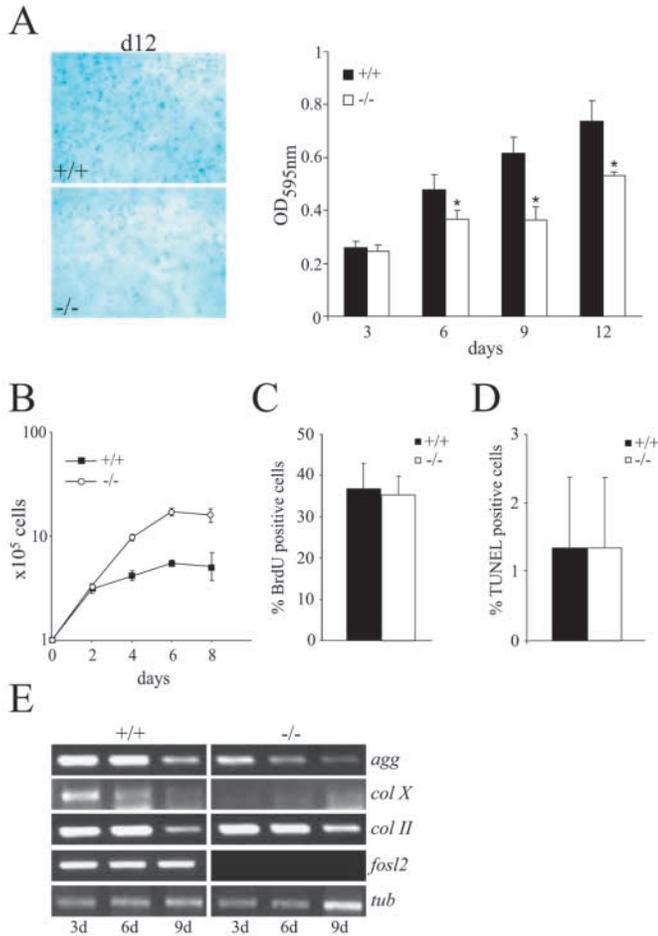 A
d12
+/+
-/-
OD595nm
1
0.8
0.6
0.4
0.2
0
+/+
-/-
*
*
*
3 6 9 12
days
B
x10⁵ cells
100
10
1
+/+
-/-
0 2 4 6 8
days
C
% BrdU positive cells
50
40
30
20
10
0
+/+
-/-
D
% TUNEL positive cells
3
2
1
0
+/+
-/-
E
+/+ -/-
agg
col X
col II
fosl2
tub
3d 6d 9d 3d 6d 9d